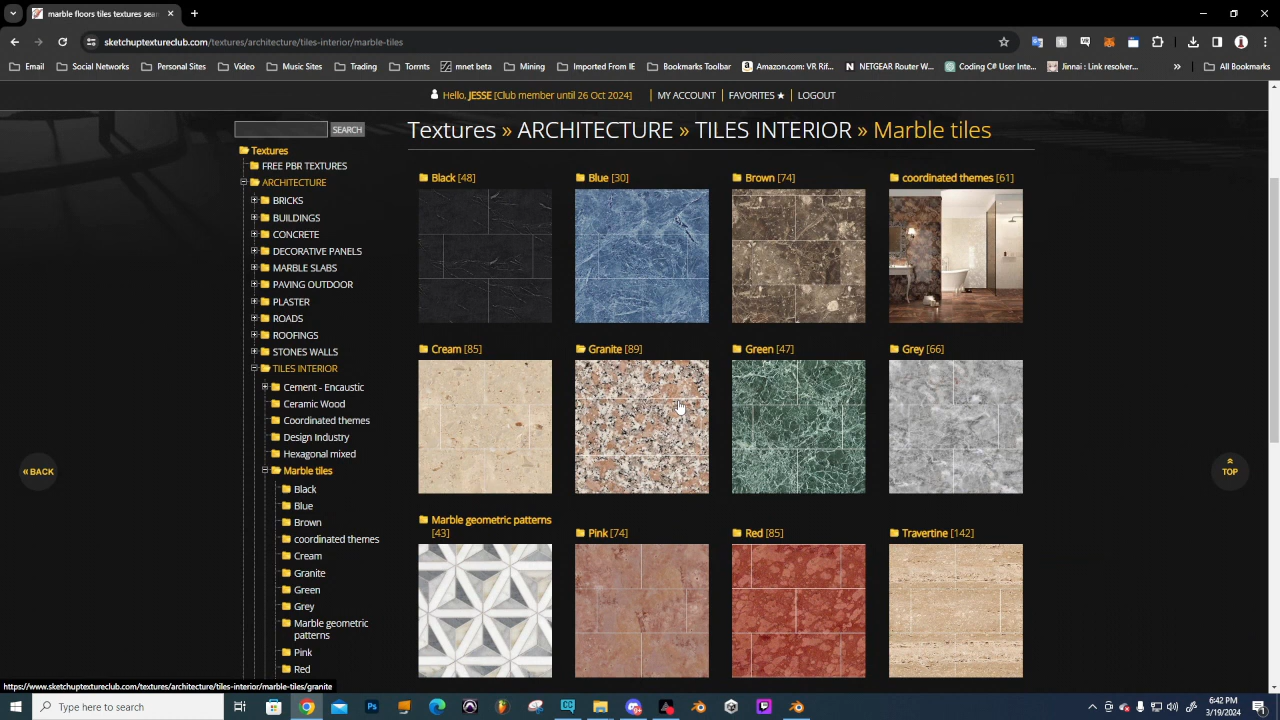 marble floors tiles textures sea
sketchuptextureclub.com/textures/architecture/tiles-interior/marble-tiles
Email
Social Networks
Personal Sites
Video
Music Sites
Trading
Torrnts
mnet beta
Mining
Imported From IE
Bookmarks Toolbar
Amazon.com: VR Rif...
NETGEAR Router W...
Coding C# User Inte...
Jinnai : Link resolver...
»
All Bookmarks
Hello, JESSE [Club member until 26 Oct 2024]
MY ACCOUNT
FAVORITES ★
LOGOUT
SEARCH
Textures » ARCHITECTURE » TILES INTERIOR » Marble tiles
Textures
FREE PBR TEXTURES
ARCHITECTURE
BRICKS
BUILDINGS
CONCRETE
DECORATIVE PANELS
MARBLE SLABS
PAVING OUTDOOR
PLASTER
ROADS
ROOFINGS
STONES WALLS
TILES INTERIOR
Cement - Encaustic
Ceramic Wood
Coordinated themes
Design Industry
Hexagonal mixed
Marble tiles
Black
Blue
Brown
coordinated themes
Cream
Granite
Green
Grey
Marble geometric
patterns
Pink
Red
Black [48]
Blue [30]
Brown [74]
coordinated themes [61]
Cream [85]
Granite [89]
Green [47]
Grey [66]
Marble geometric patterns
[43]
Pink [74]
Red [85]
Travertine [142]
« BACK
TOP
https://www.sketchuptextureclub.com/textures/architecture/tiles-interior/marble-tiles/granite
Type here to search
6:42 PM
3/19/2024